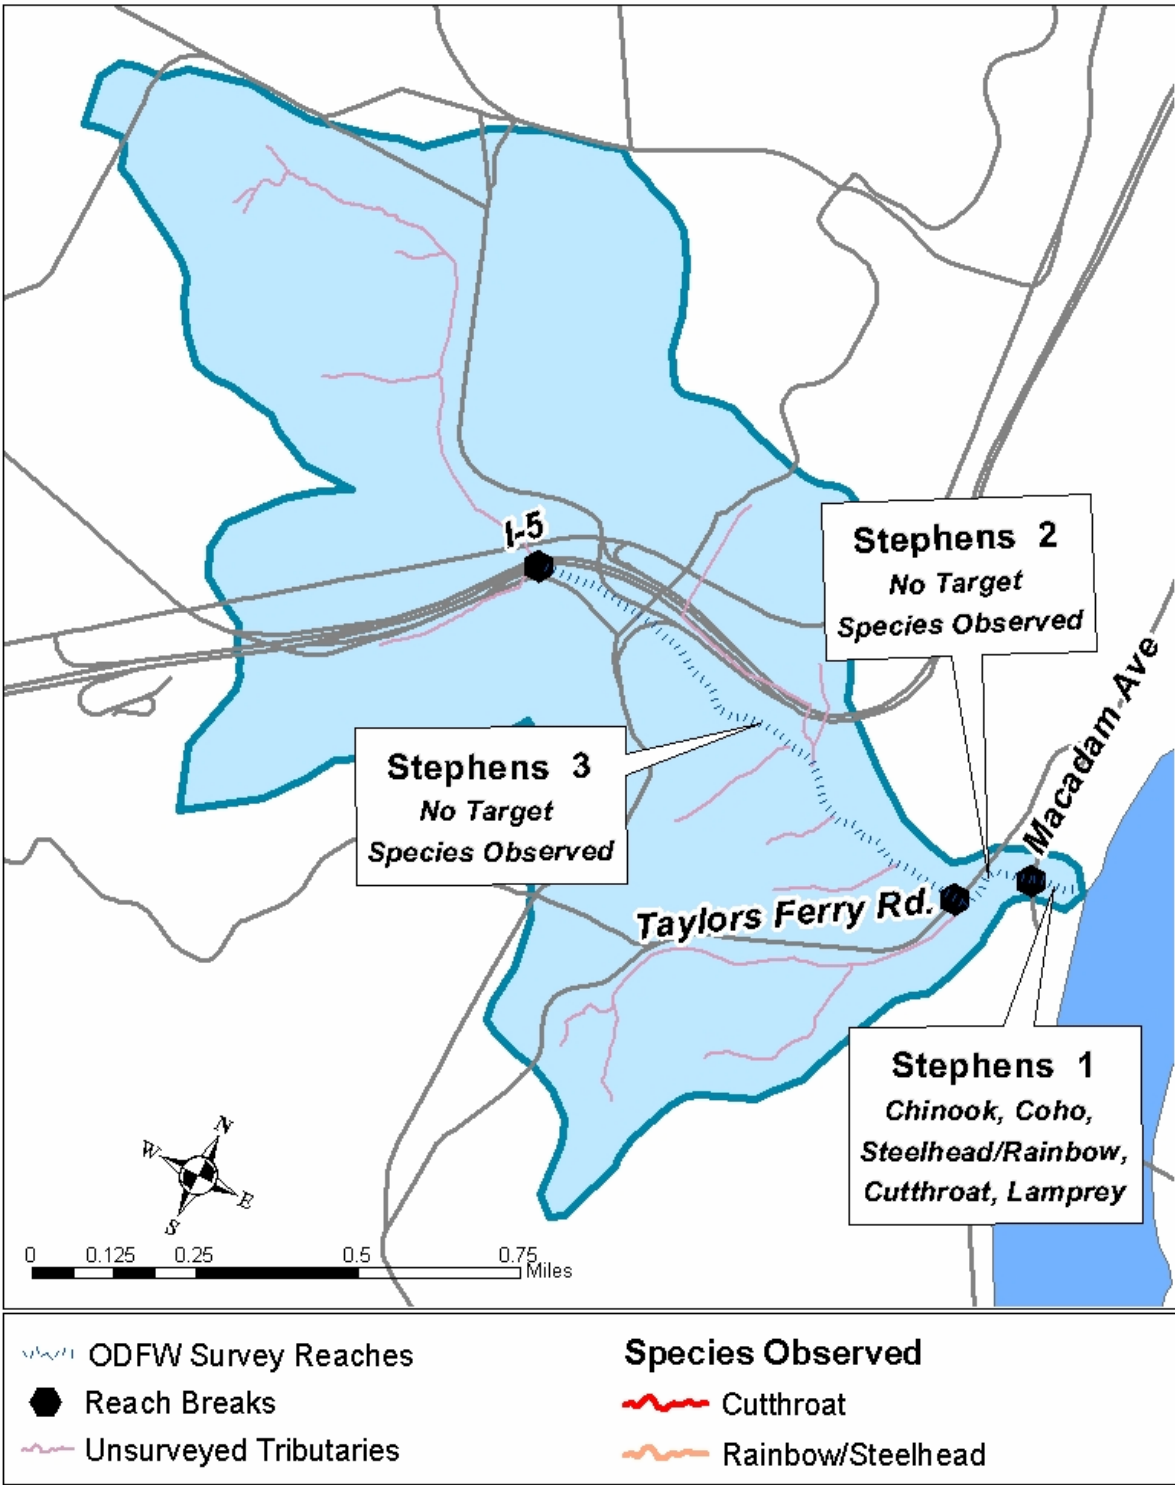 I-5
Stephens 2
No Target
Species Observed
Macadam Ave
Stephens 3
No Target
Species Observed
Taylors Ferry Rd.
Stephens 1
Chinook, Coho,
Steelhead/Rainbow,
Cutthroat, Lamprey
N
W
E
S
0 0.125 0.25 0.5 0.75
Miles
ODFW Survey Reaches
Reach Breaks
Unsurveyed Tributaries
Species Observed
Cutthroat
Rainbow/Steelhead